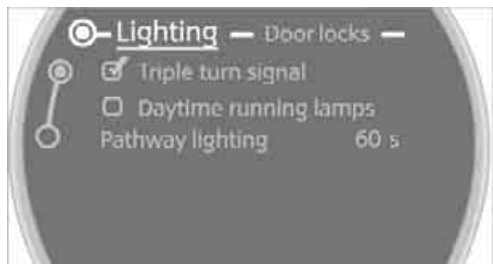 Lighting Door locks
Triple turn signal
Daytime running lamps
Pathway lighting 60 s